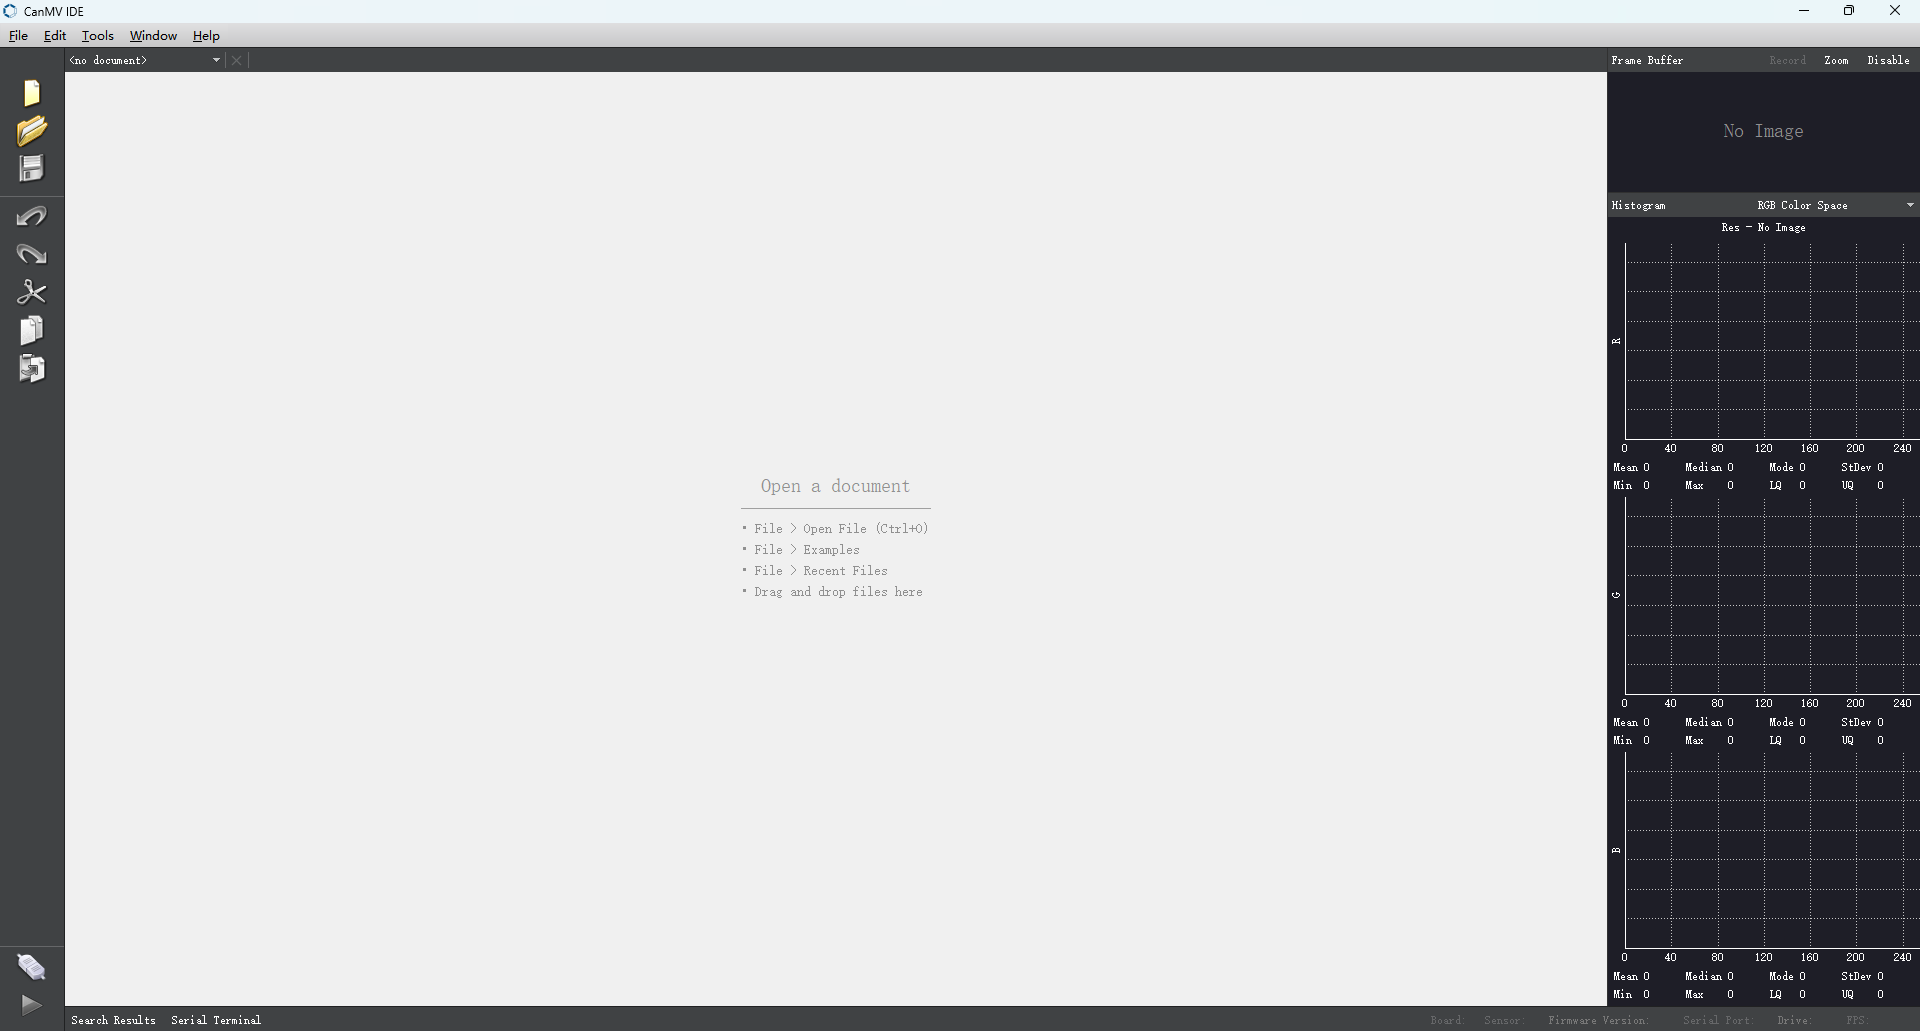 CanMV IDE
File Edit Tools Window Help
<no document>
Frame Buffer Record Zoom Disable
No Image
Histogram RGB Color Space
Res - No Image
R
0 40 80 120 160 200 240
Mean 0 Median 0 Mode 0 StDev 0
Min 0 Max 0 LQ 0 UQ 0
Open a document
• File > Open File (Ctrl+O)
• File > Examples
• File > Recent Files
• Drag and drop files here
G
0 40 80 120 160 200 240
Mean 0 Median 0 Mode 0 StDev 0
Min 0 Max 0 LQ 0 UQ 0
B
0 40 80 120 160 200 240
Mean 0 Median 0 Mode 0 StDev 0
Min 0 Max 0 LQ 0 UQ 0
Search Results Serial Terminal
Board: Sensor: Firmware Version: Serial Port: Drive: FPS: